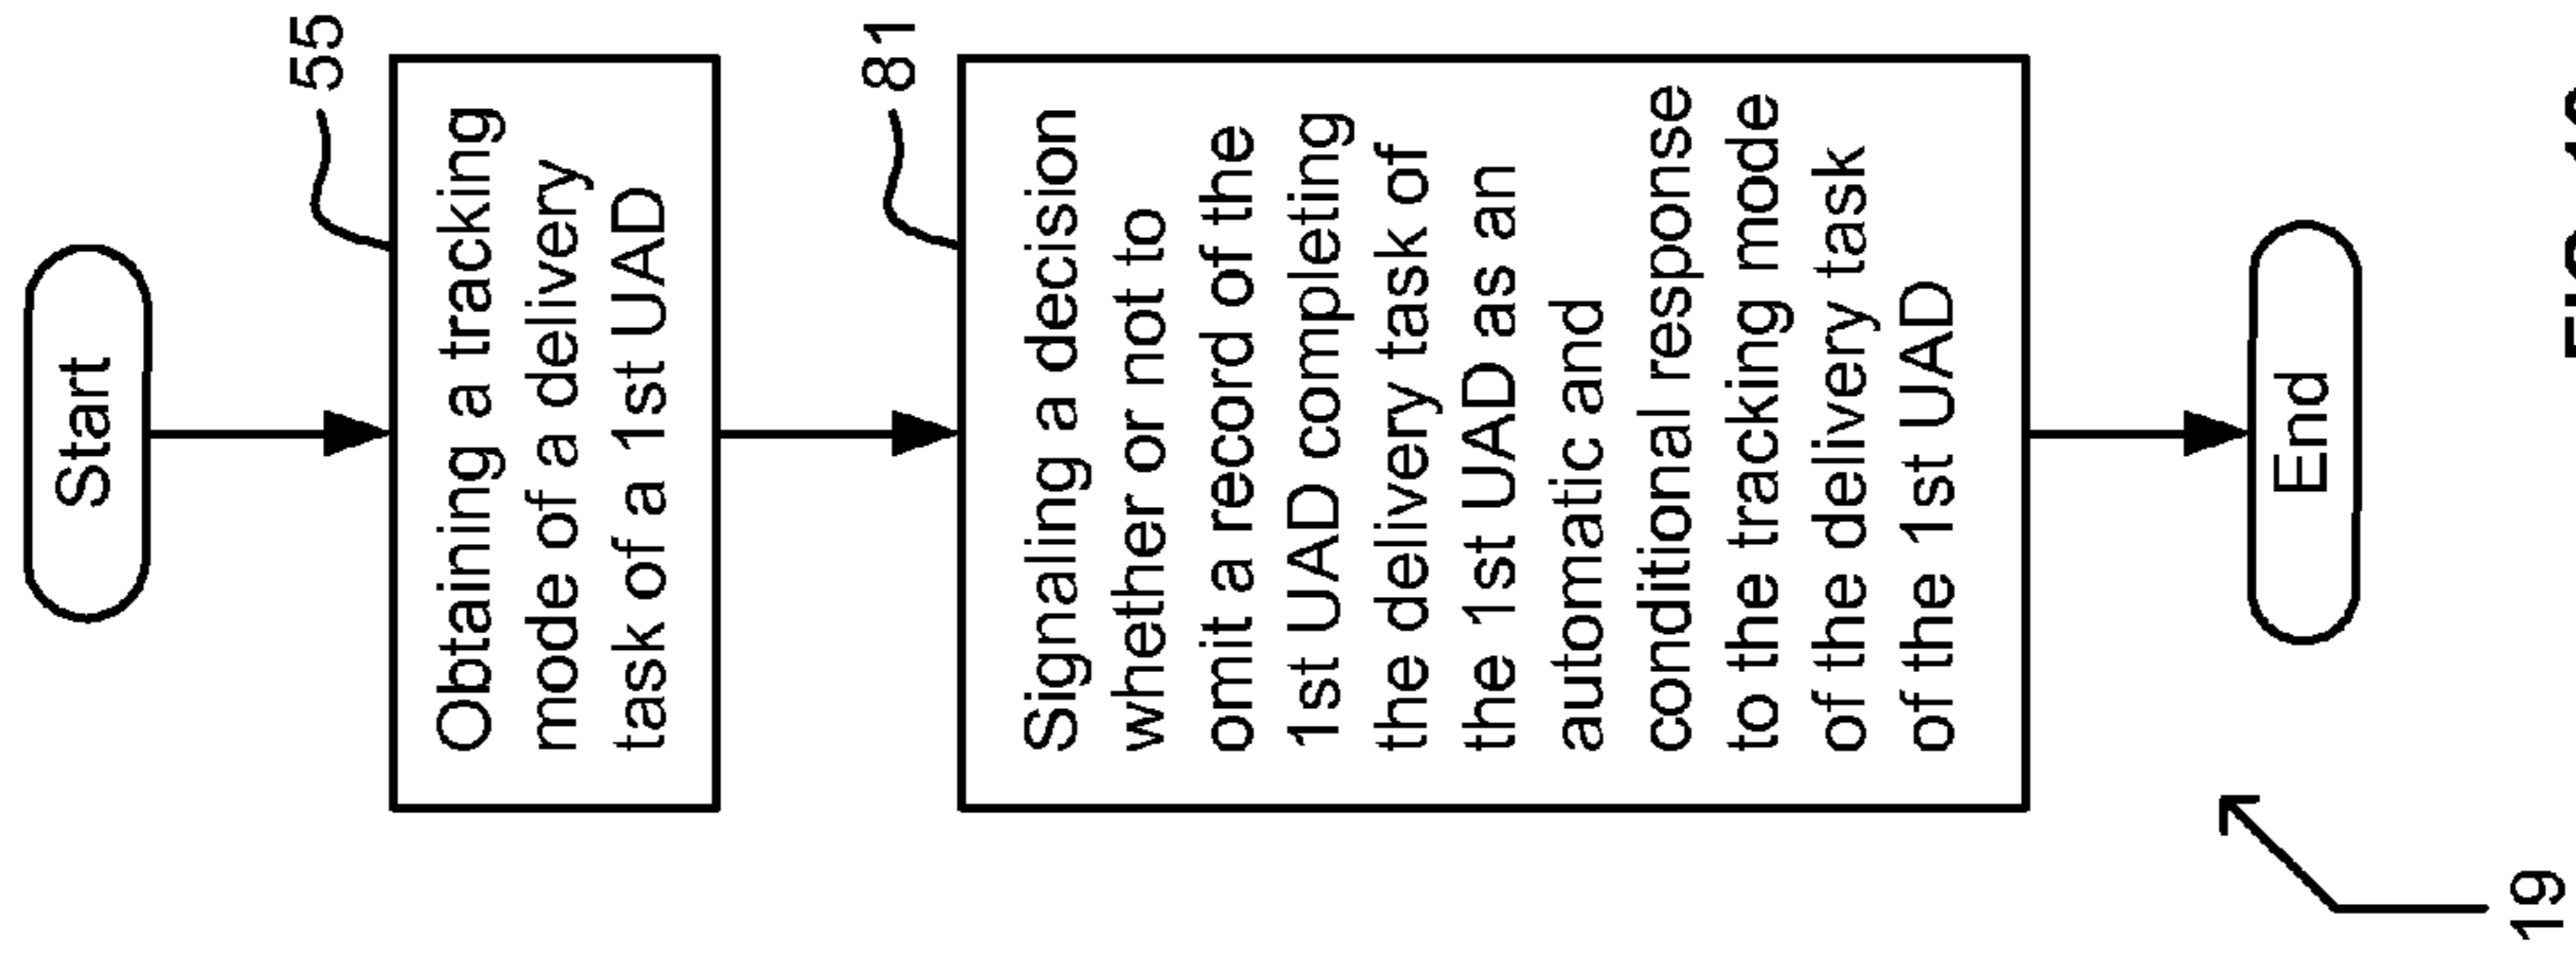 Start
55
Obtaining a tracking
mode of a delivery
task of a 1st UAD
81
Signaling a decision
whether or not to
omit a record of the
1st UAD completing
the delivery task of
the 1st UAD as an
automatic and
conditional response
to the tracking mode
of the delivery task
of the 1st UAD
End
19